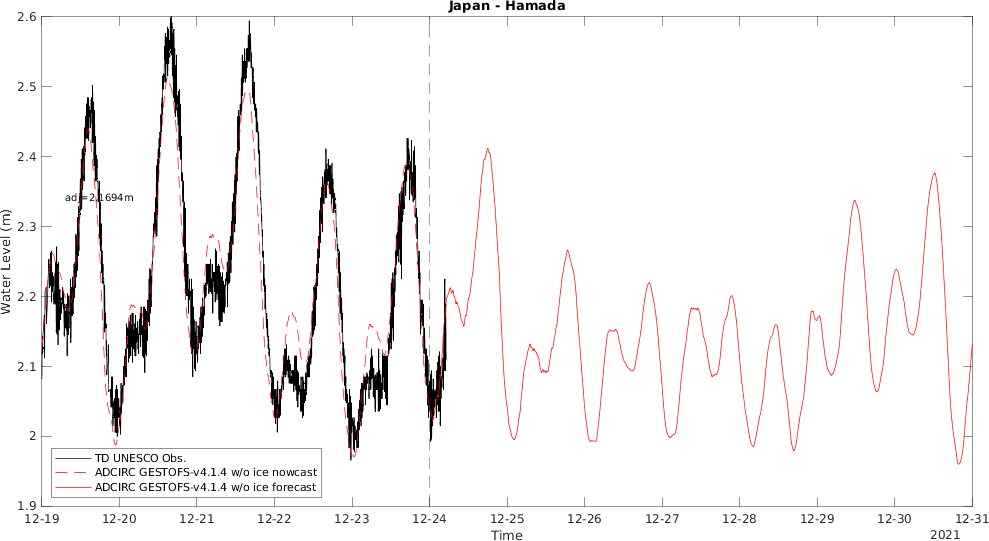 Japan - Hamada
2.6
2.5
2.4
2.3
2.2
2.1
2
1.9
Water Level (m)
adj=2.1694m
TD UNESCO Obs.
ADCIRC GESTOFS-v4.1.4 w/o ice nowcast
ADCIRC GESTOFS-v4.1.4 w/o ice forecast
12-19 12-20 12-21 12-22 12-23 12-24 12-25 12-26 12-27 12-28 12-29 12-30 12-31
Time
2021